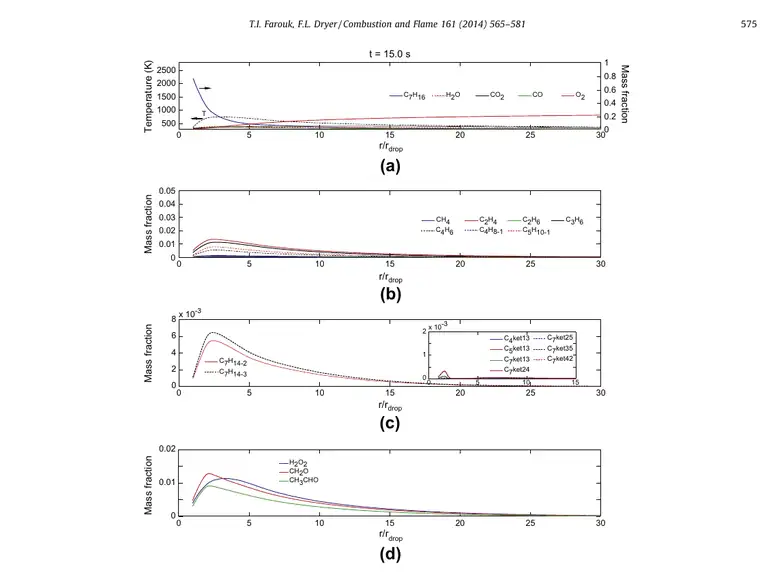 T.I. Farouk, F.L. Dryer / Combustion and Flame 161 (2014) 565–581 575
t = 15.0 s
Temperature (K)
2500
2000
1500
1000
500
T
C7H16 H2O CO2 CO O2
1
0.8
0.6
0.4
0.2
0
Mass fraction
0 5 10 15 20 25 30
r/rdrop
(a)
Mass fraction
0.05
0.04
0.03
0.02
0.01
0
CH4 C2H4 C2H6 C3H6
C4H6 C4H8-1 C5H10-1
0 5 10 15 20 25 30
r/rdrop
(b)
x 10-3
Mass fraction
8
6
4
2
0
C7H14-2
C7H14-3
x 10-3
2
1
0
C4ket13 C7ket25
C5ket13 C7ket35
C7ket13 C7ket42
C7ket24
0 5 10 15
0 5 10 15 20 25 30
r/rdrop
(c)
Mass fraction
0.02
0.01
0
H2O2
CH2O
CH3CHO
0 5 10 15 20 25 30
r/rdrop
(d)